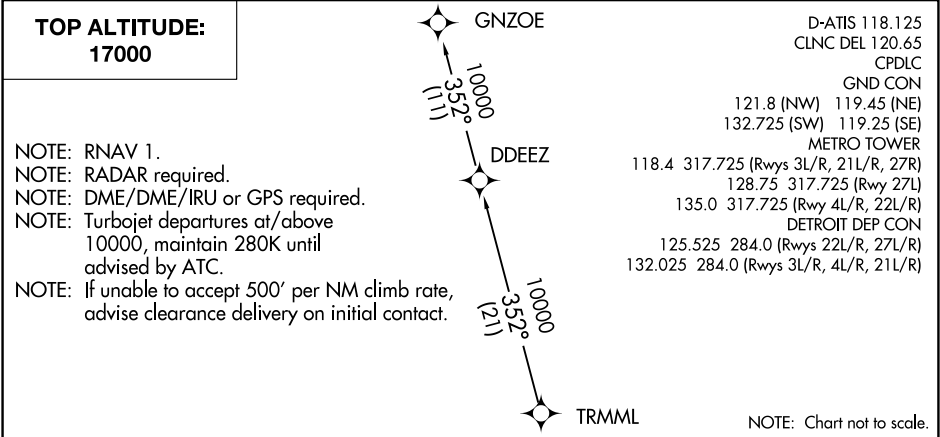 TOP ALTITUDE:
17000
GNZOE
10000
352°
(11)
DDEEZ
10000
352°
(21)
TRMML
NOTE: RNAV 1.
NOTE: RADAR required.
NOTE: DME/DME/IRU or GPS required.
NOTE: Turbojet departures at/above
10000, maintain 280K until
advised by ATC.
NOTE: If unable to accept 500' per NM climb rate,
advise clearance delivery on initial contact.
D-ATIS 118.125
CLNC DEL 120.65
CPDLC
GND CON
121.8 (NW) 119.45 (NE)
132.725 (SW) 119.25 (SE)
METRO TOWER
118.4 317.725 (Rwys 3L/R, 21L/R, 27R)
128.75 317.725 (Rwy 27L)
135.0 317.725 (Rwy 4L/R, 22L/R)
DETROIT DEP CON
125.525 284.0 (Rwys 22L/R, 27L/R)
132.025 284.0 (Rwys 3L/R, 4L/R, 21L/R)
NOTE: Chart not to scale.